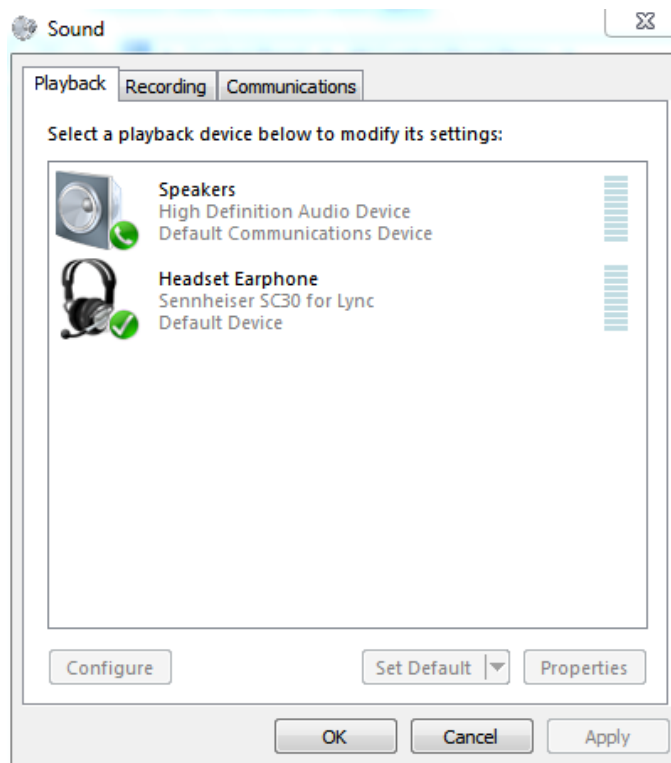 Sound
Playback
Recording
Communications
Select a playback device below to modify its settings:
Speakers
High Definition Audio Device
Default Communications Device
Headset Earphone
Sennheiser SC30 for Lync
Default Device
Configure
Set Default
Properties
OK
Cancel
Apply